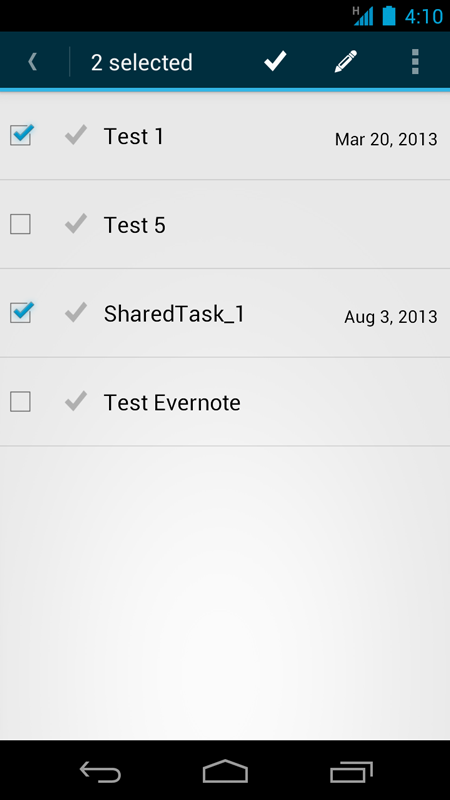 H 4:10
2 selected
Test 1 Mar 20, 2013
Test 5
SharedTask_1 Aug 3, 2013
Test Evernote